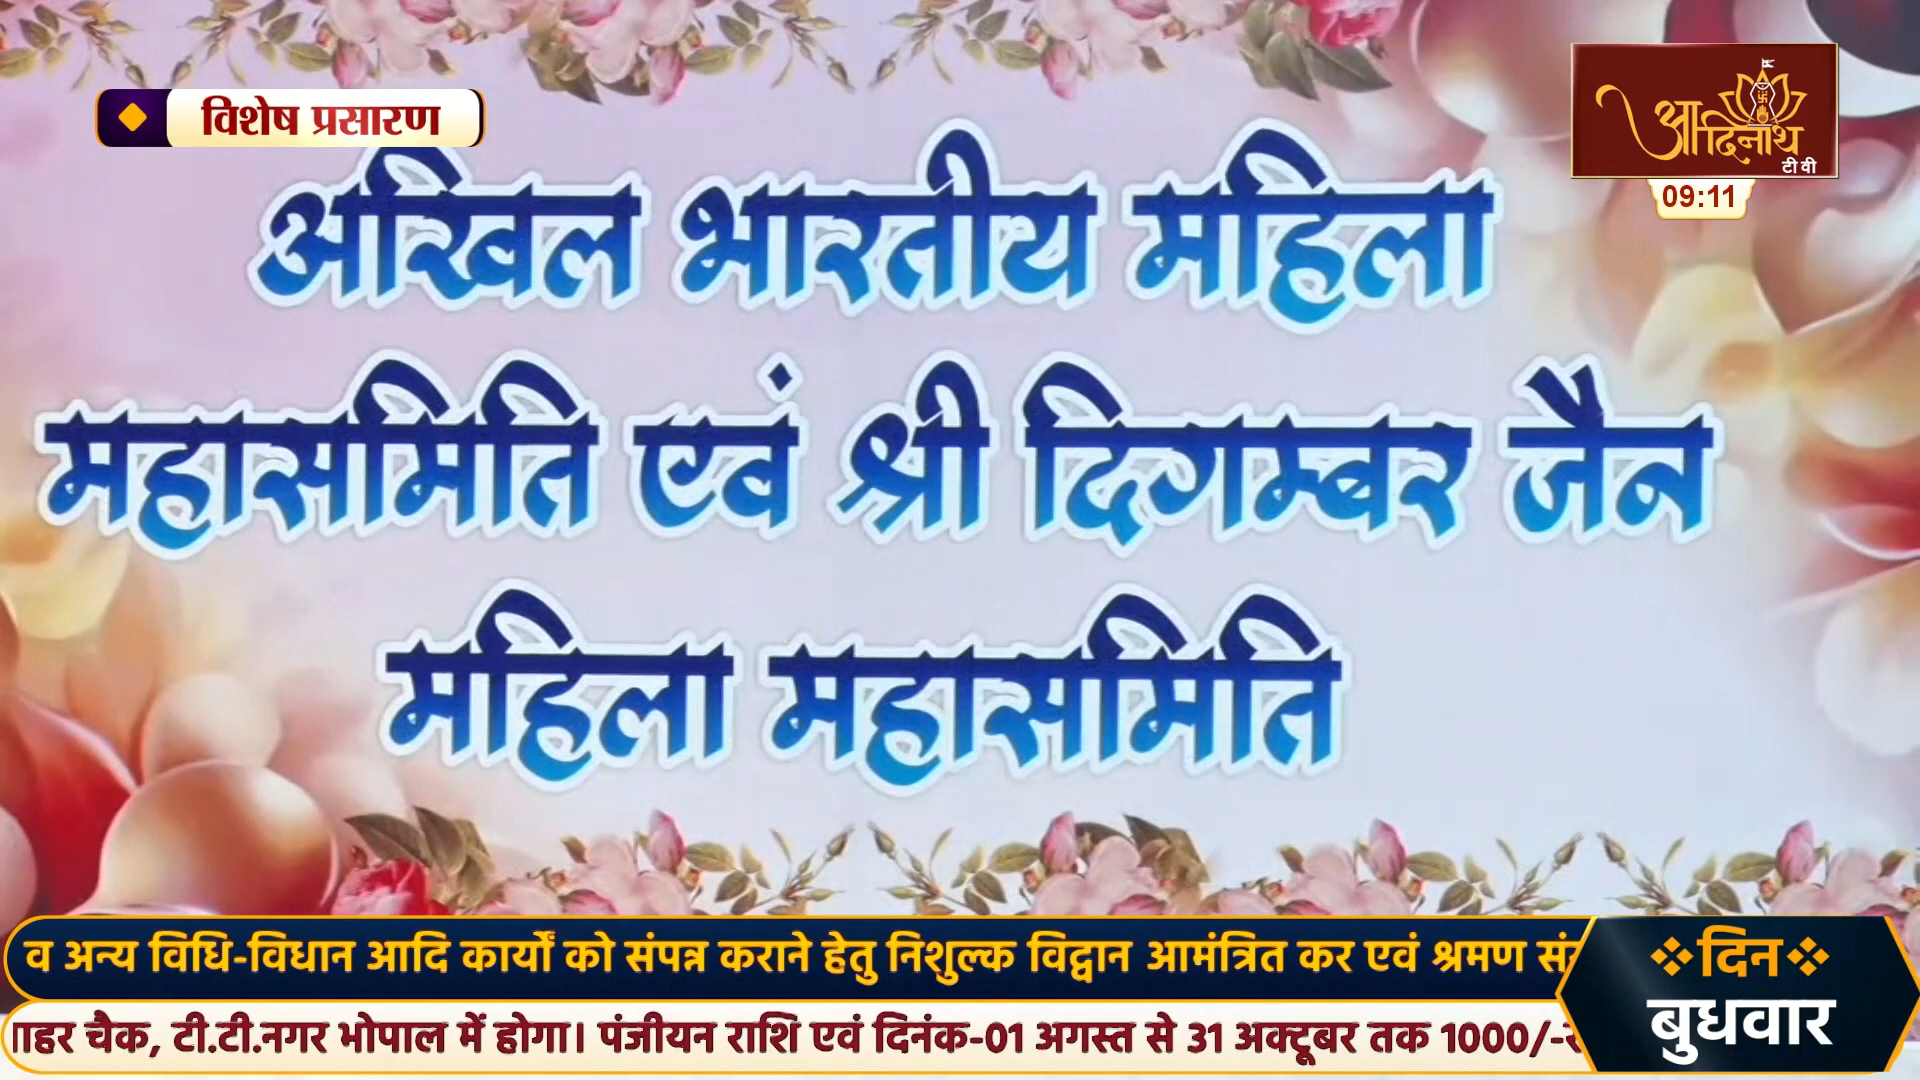 विशेष प्रसारण
आदिनाथ
टी वी
09:11
अखिल भारतीय महिला
महासमिति एवं श्री दिगम्बर जैन
महिला महासमिति
व अन्य विधि-विधान आदि कार्यों को संपन्न कराने हेतु निशुल्क विद्वान आमंत्रित कर एवं श्रमण
दिन
बुधवार
चैक, टी.टी.नगर भोपाल में होगा। पंजीयन राशि एवं दिनंक-01 अगस्त से 31 अक्टूबर तक 1000/-